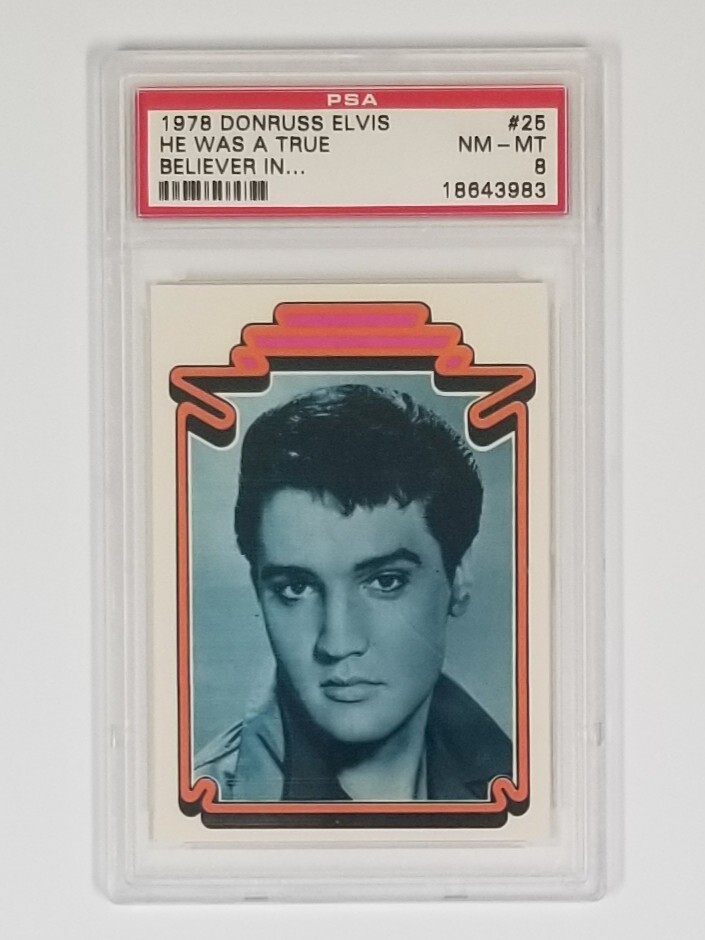 PSA
1978 DONRUSS ELVIS #25
HE WAS A TRUE NM - MT
BELIEVER IN... 8
18643983